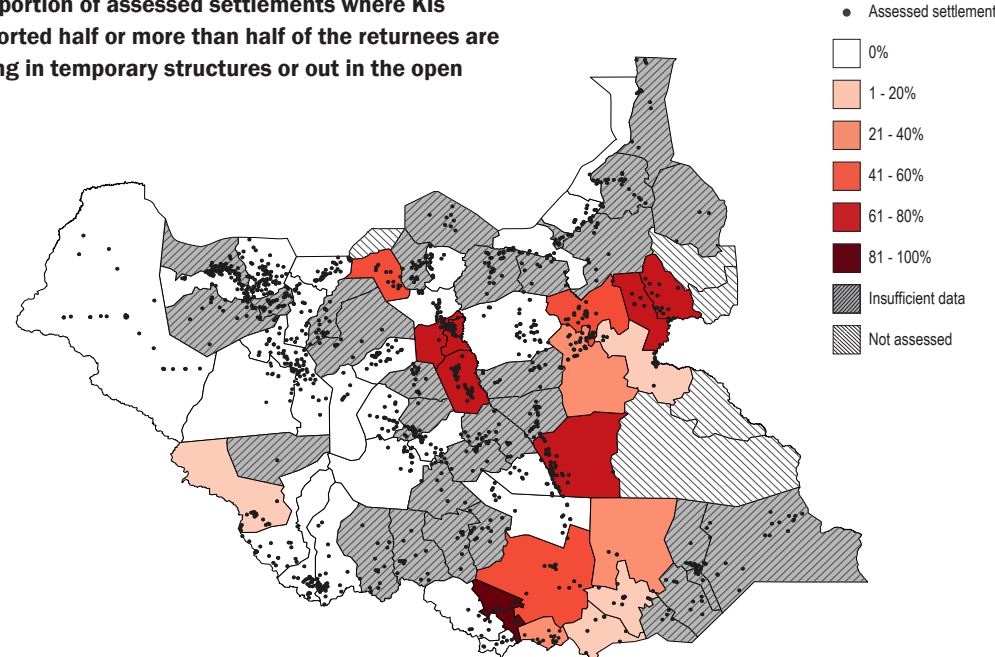 portion of assessed settlements where KIs
orted half or more than half of the returnees are
ng in temporary structures or out in the open
Assessed settlement
0%
1 - 20%
21 - 40%
41 - 60%
61 - 80%
81 - 100%
Insufficient data
Not assessed